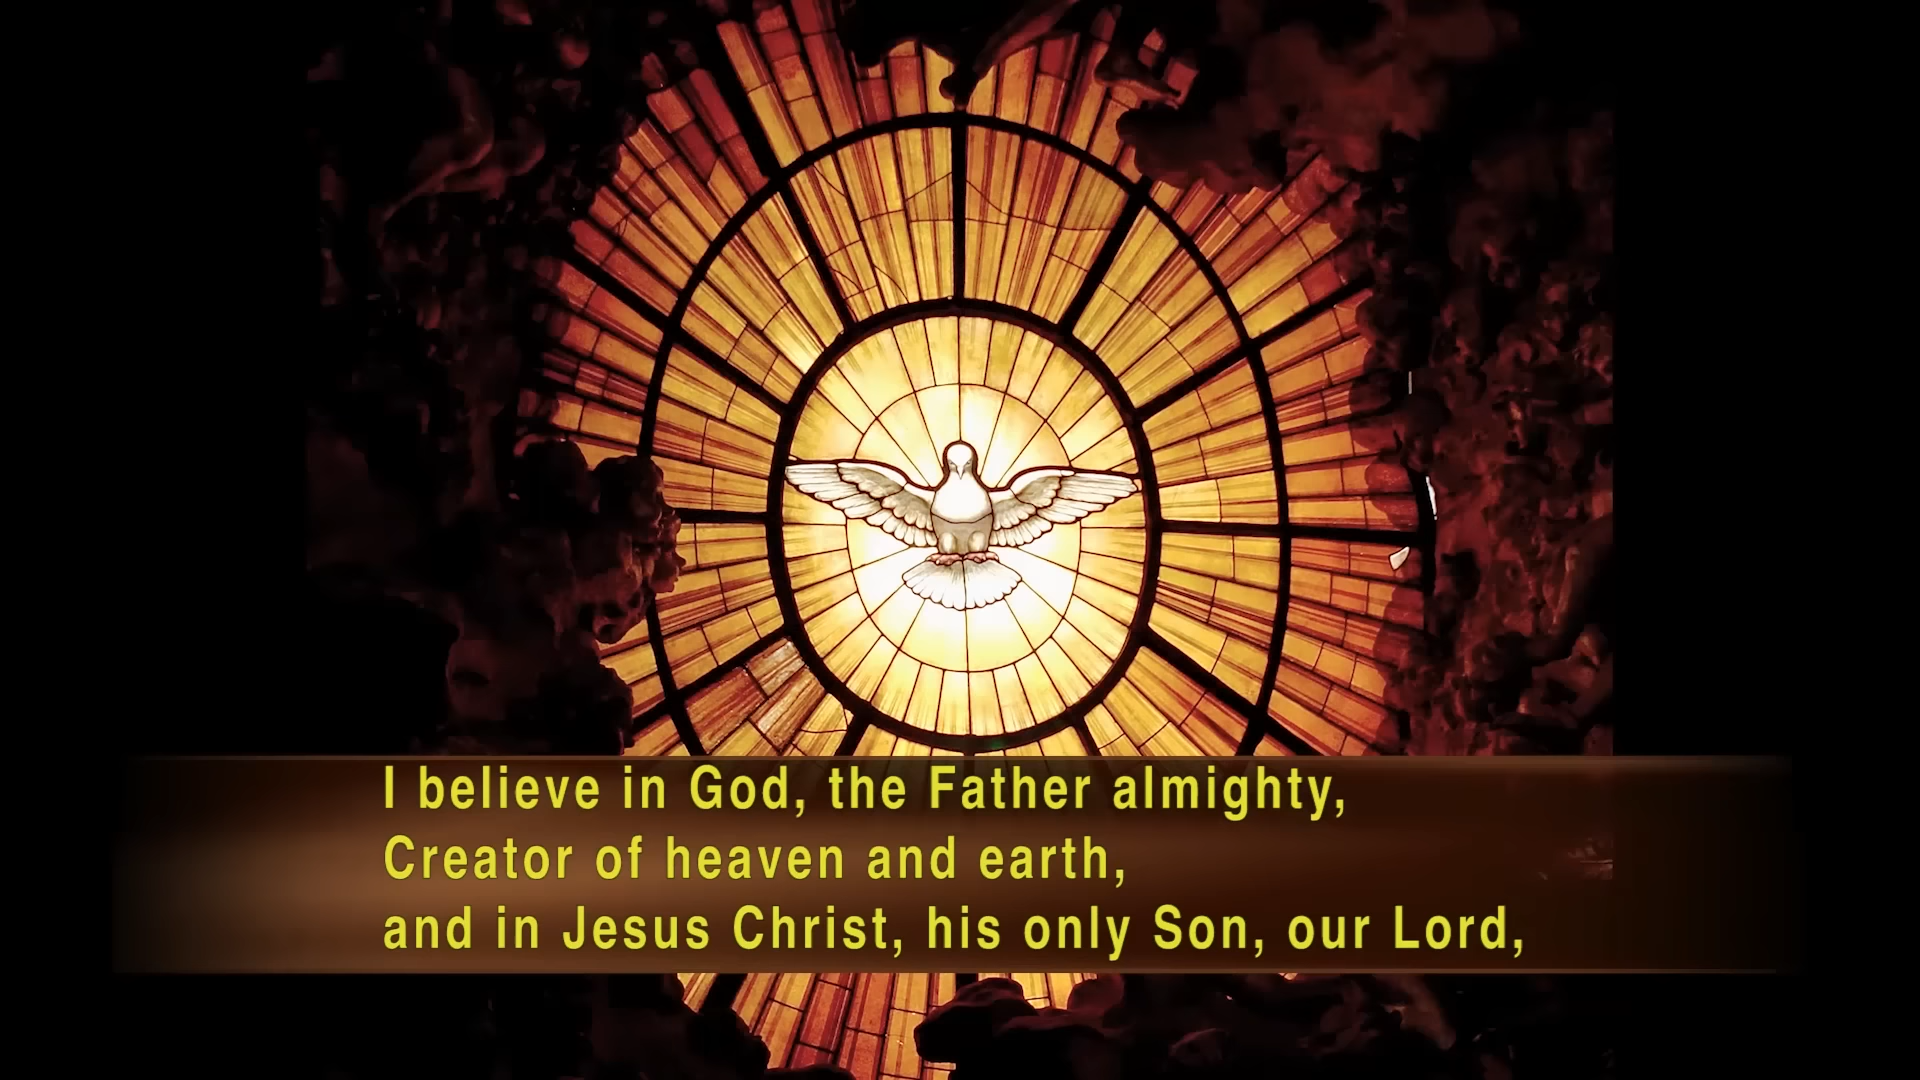 I believe in God, the Father almighty,
Creator of heaven and earth,
and in Jesus Christ, his only Son, our Lord,